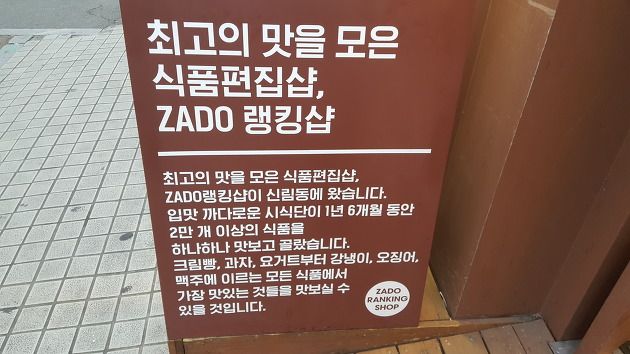 최고의 맛을 모은
식품편집샵,
ZADO 랭킹샵
최고의 맛을 모은 식품편집샵,
ZADO랭킹샵이 신림동에 왔습니다.
입맛 까다로운 시식단이 1년 6개월 동안
2만 개 이상의 식품을
하나하나 맛보고 골랐습니다.
크림빵, 과자, 요거트부터 강냉이, 오징어,
맥주에 이르는 모든 식품에서
가장 맛있는 것들을 맛보실 수
있을 것입니다.
ZADO
RANKING
SHOP